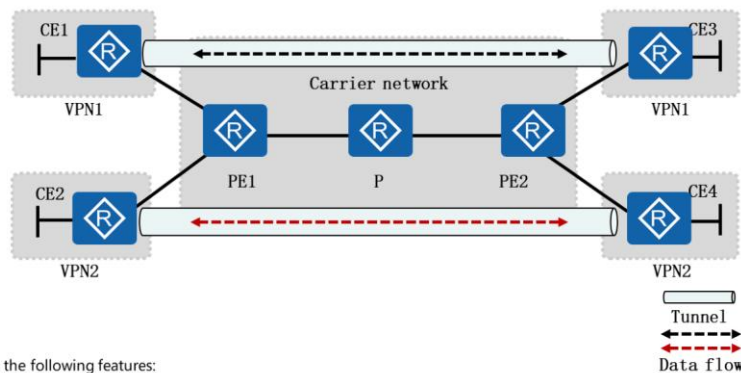 CE1
CE3
R
R
Carrier network
VPN1
VPN1
R
R
R
PE1
P
PE2
CE2
CE4
R
R
VPN2
VPN2
Tunnel
the following features:
Data flow